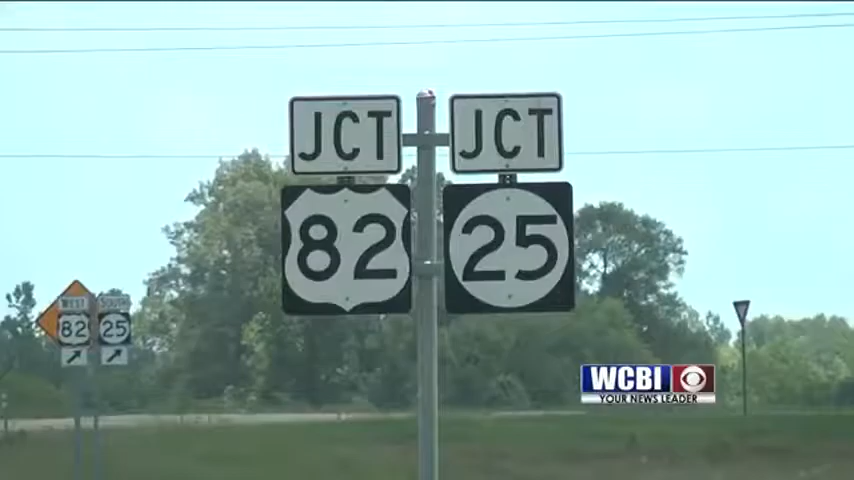 JCT JCT
82 25
WEST SOUTH
82 25
WCBI
YOUR NEWS LEADER